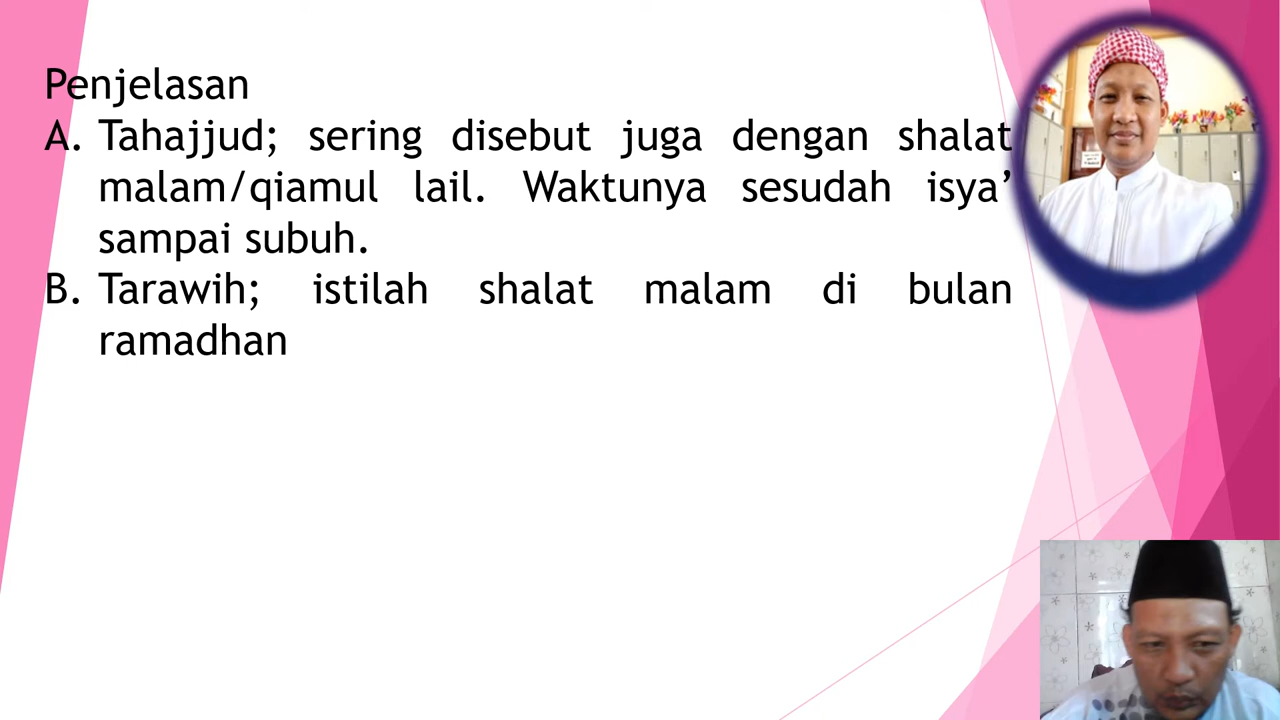 Penjelasan
A. Tahajjud; sering disebut juga dengan shalat
malam/qiamul lail. Waktunya sesudah isya’
sampai subuh.
B. Tarawih; istilah shalat malam di bulan
ramadhan